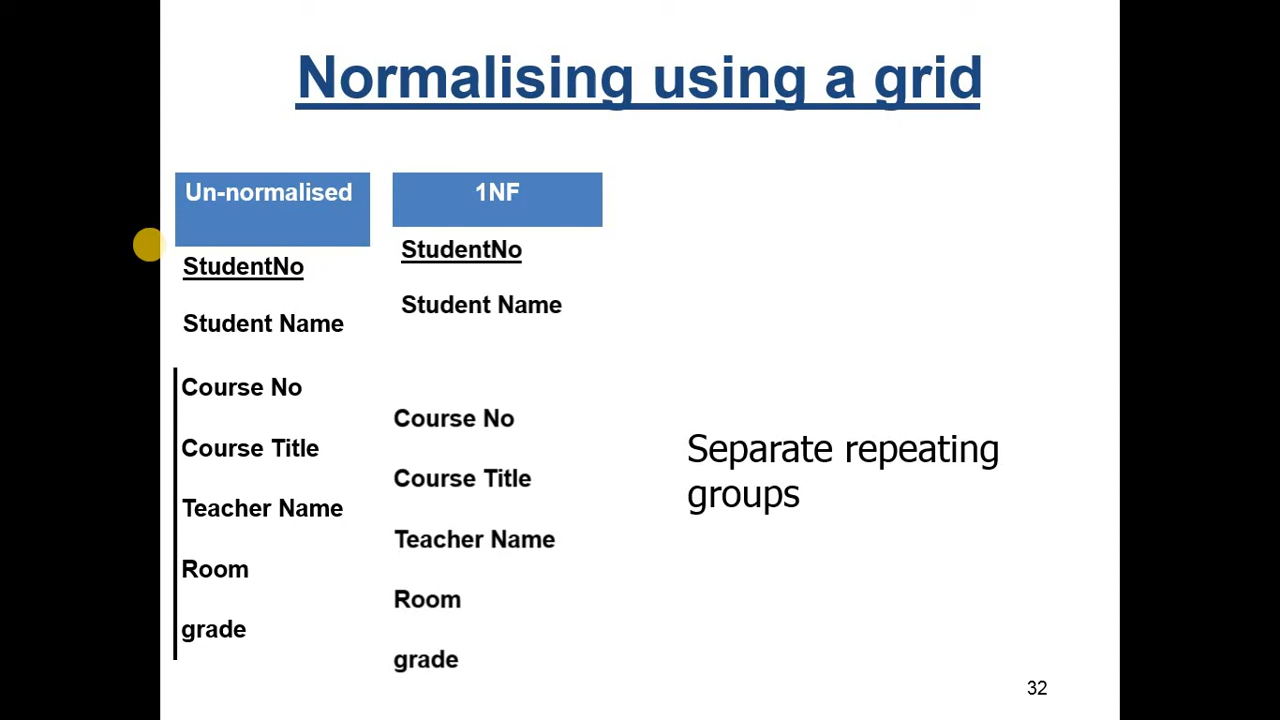 Normalising using a grid
Un-normalised
StudentNo
Student Name
Course No
Course Title
Teacher Name
Room
grade
1NF
StudentNo
Student Name
Course No
Course Title
Teacher Name
Room
grade
Separate repeating
groups
32